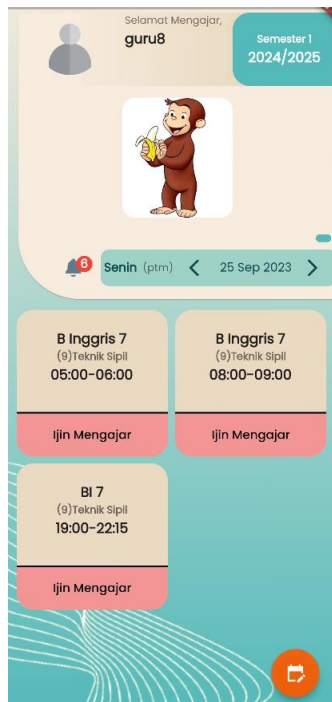 Selamat Mengajar,
guru8
Semester 1
2024/2025
6
Senin (ptm) 25 Sep 2023
B Inggris 7
(9)Teknik Sipil
05:00-06:00
Ijin Mengajar
B Inggris 7
(9)Teknik Sipil
08:00-09:00
Ijin Mengajar
BI 7
(9)Teknik Sipil
19:00-22:15
Ijin Mengajar